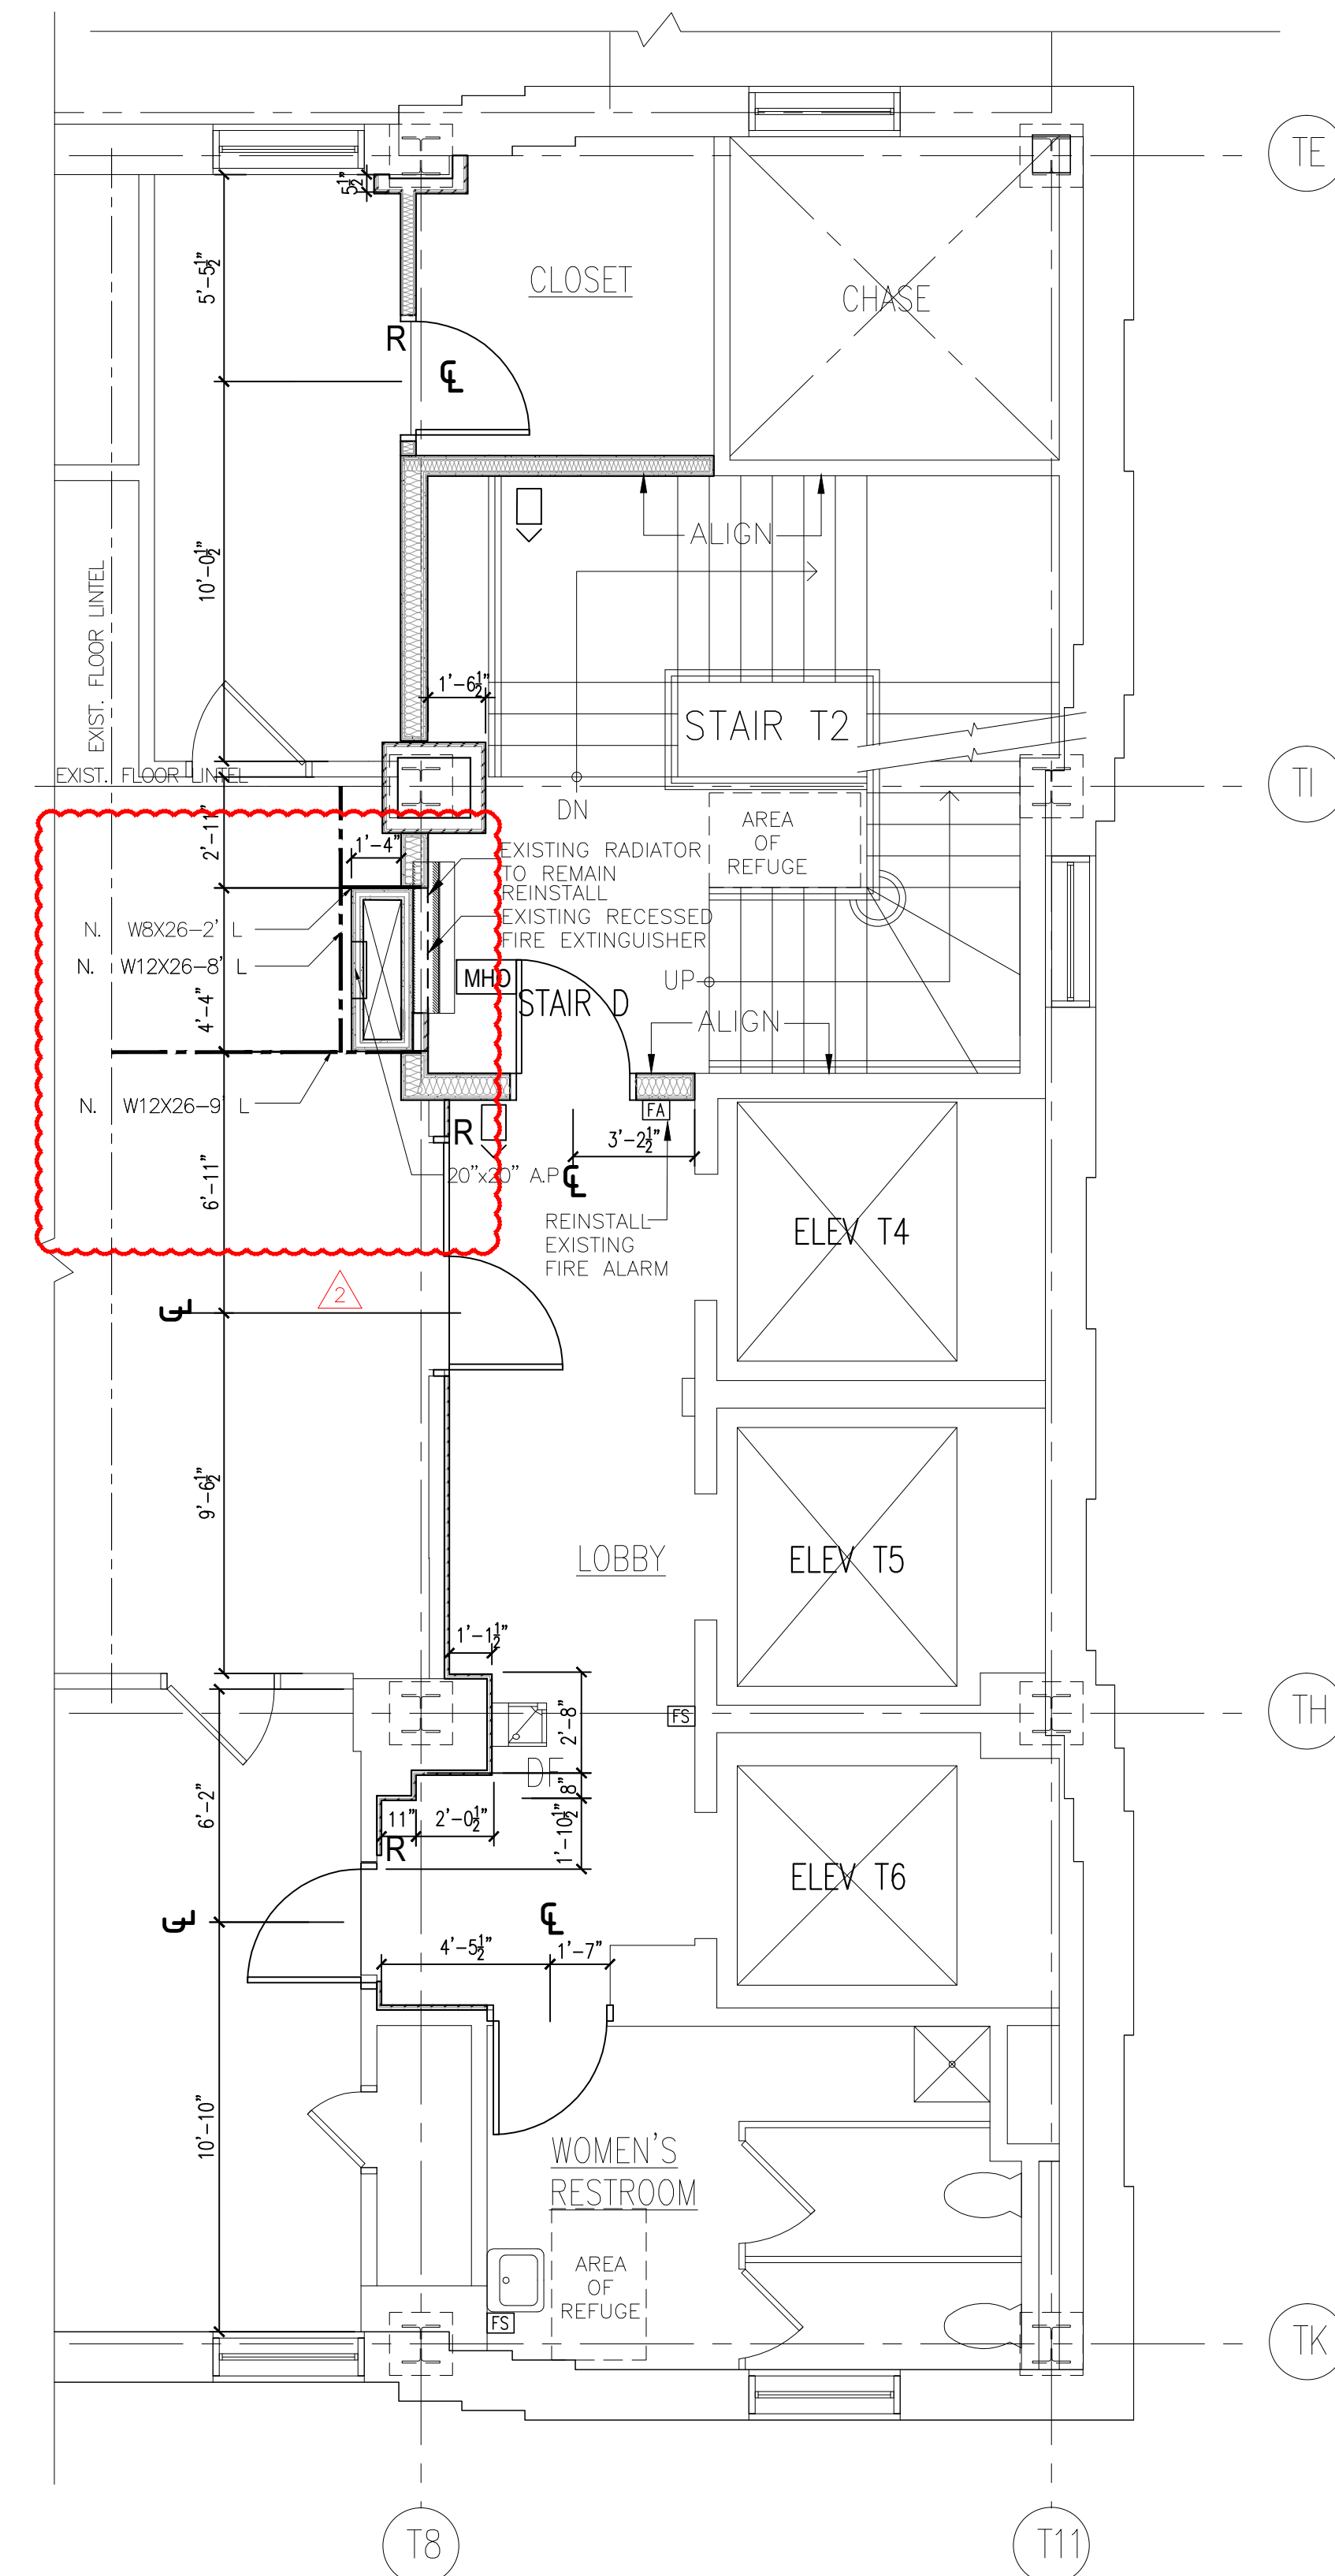 TE
5½"
5'-5½"
CLOSET
CHASE
R
℄
ALIGN
10'-0½"
EXIST. FLOOR LINTEL
1'-6½"
STAIR T2
EXIST. FLOOR LINTEL
TI
DN
AREA
OF
REFUGE
2'-11"
1'-4"
EXISTING RADIATOR
TO REMAIN
REINSTALL
EXISTING RECESSED
FIRE EXTINGUISHER
N. W8X26-2' L
N. W12X26-8' L
MHO
STAIR D
UP
4'-4"
ALIGN
N. W12X26-9' L
FA
R
3'-2½"
20"x20" A.P
℄
6'-11"
REINSTALL
EXISTING
FIRE ALARM
ELEV T4
2
℄
9'-6½"
LOBBY
ELEV T5
1'-1½"
FS
TH
2'-8"
DF
8"
6'-2"
11"
2'-0½"
1'-10½"
R
ELEV T6
℄
℄
4'-5½"
1'-7"
10'-10"
WOMEN'S
RESTROOM
AREA
OF
REFUGE
FS
TK
T8
T11